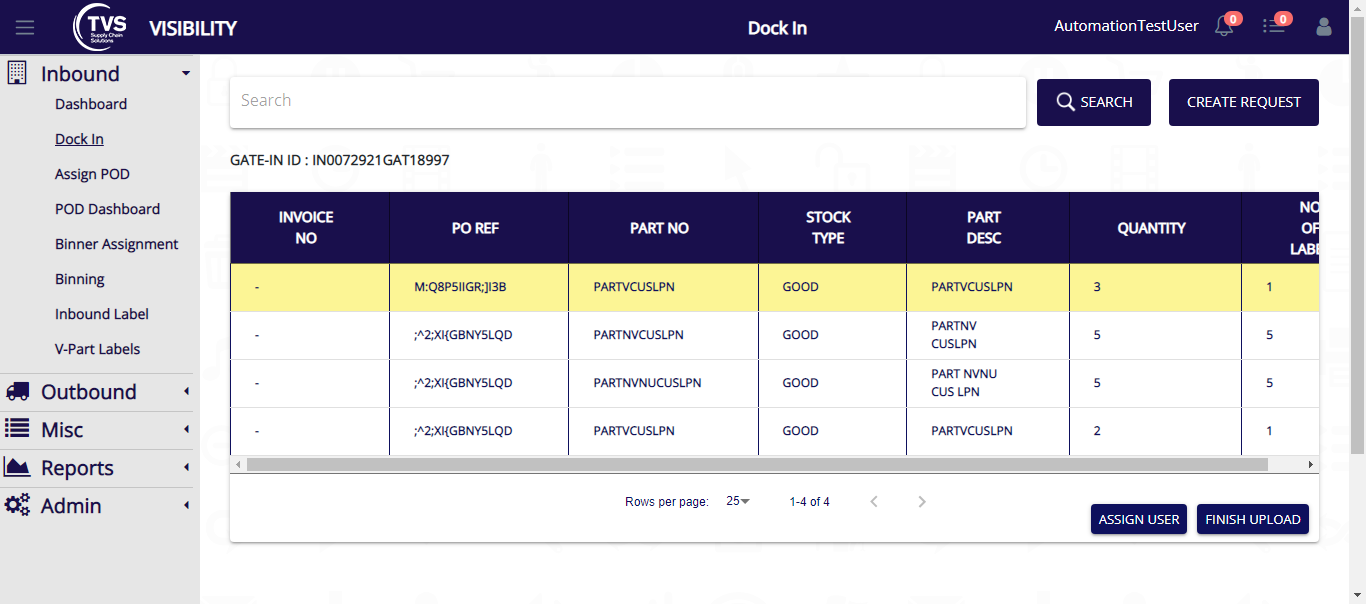 TVS
Supply Chain
Solutions
VISIBILITY
Dock In
AutomationTestUser
0
0
Inbound
Dashboard
Dock In
Assign POD
POD Dashboard
Binner Assignment
Binning
Inbound Label
V-Part Labels
Outbound
Misc
Reports
Admin
Search
SEARCH
CREATE REQUEST
GATE-IN ID : IN0072921GAT18997
INVOICE NO PO REF PART NO STOCK TYPE PART DESC QUANTITY NO OF LABE
- M:Q8P5IIGR;]I3B PARTVCUSLPN GOOD PARTVCUSLPN 3 1
- ;^2;XI{GBNY5LQD PARTNVCUSLPN GOOD PARTNV CUSLPN 5 5
- ;^2;XI{GBNY5LQD PARTNVNUCUSLPN GOOD PART NVNU CUS LPN 5 5
- ;^2;XI{GBNY5LQD PARTVCUSLPN GOOD PARTVCUSLPN 2 1
Rows per page: 25 1-4 of 4
ASSIGN USER
FINISH UPLOAD